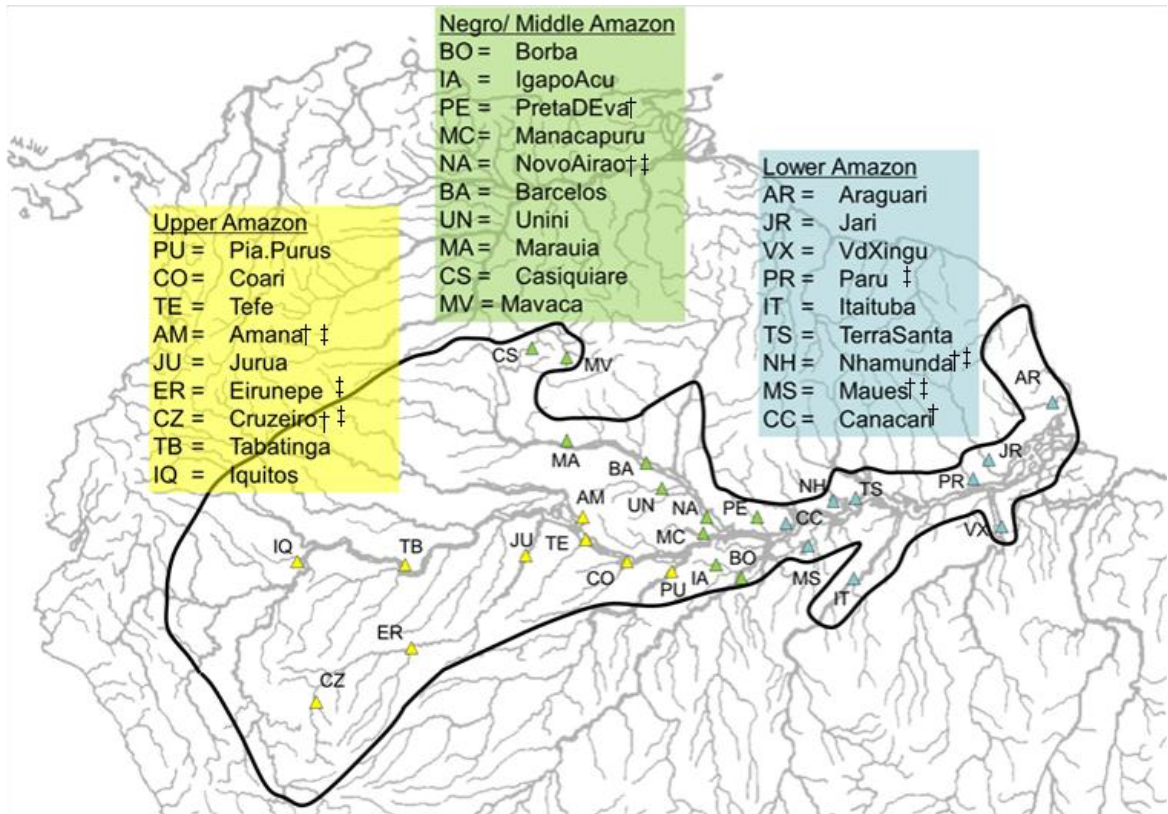 Negro/ Middle Amazon
BO = Borba
IA = IgapoAcu
PE = PretaDEva†
MC = Manacapuru
NA = NovoAirao†‡
BA = Barcelos
UN = Unini
MA = Marauia
CS = Casiquiare
MV = Mavaca
Lower Amazon
AR = Araguari
JR = Jari
VX = VdXingu
PR = Paru ‡
IT = Itaituba
TS = TerraSanta
NH = Nhamunda†‡
MS = Maues†‡
CC = Canacari†
Upper Amazon
PU = Pia.Purus
CO = Coari
TE = Tefe
AM = Amana† ‡
JU = Jurua
ER = Eirunepe ‡
CZ = Cruzeiro† ‡
TB = Tabatinga
IQ = Iquitos
MJW
CS
MV
AR
MA
BA
JR
PR
UN
AM
NA
PE
NH
TS
CC
VX
MC
IQ
TB
JU
TE
CO
PU
IA
BO
MS
IT
ER
CZ